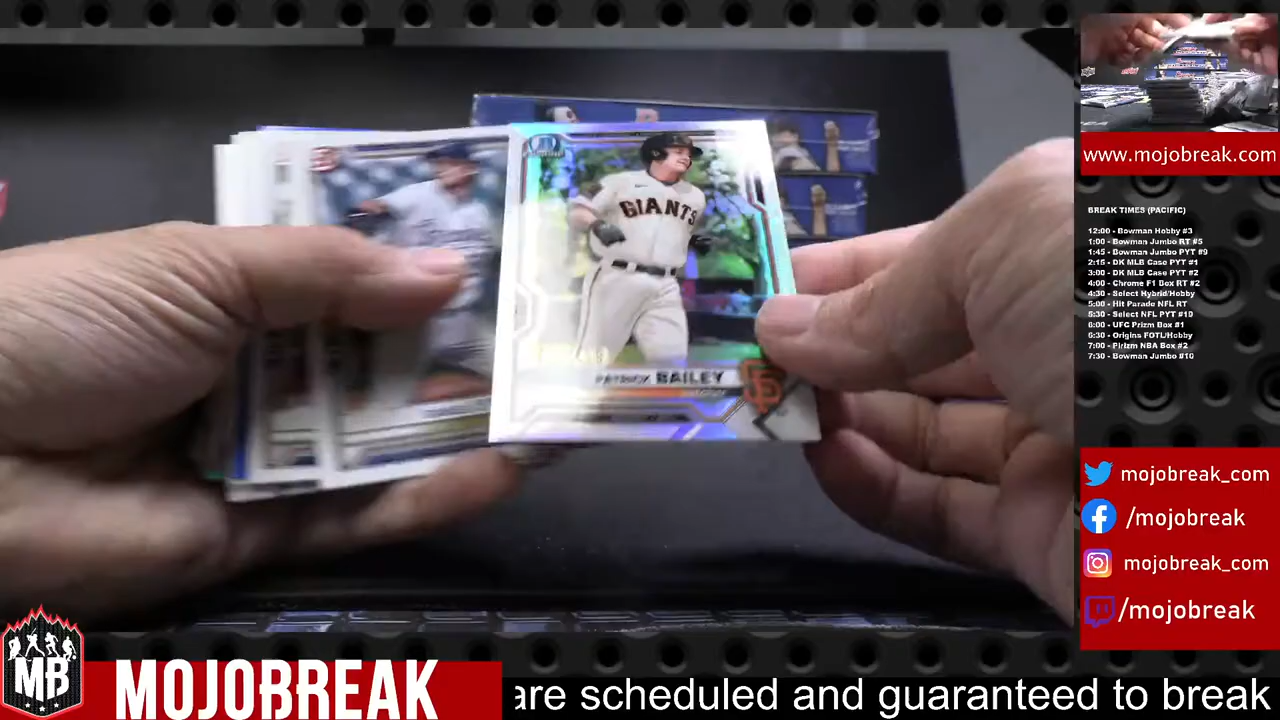 GIANTS
PATRICK BAILEY
SF
www.mojobreak.com
BREAK TIMES (PACIFIC)
12:00 - Bowman Hobby #3
1:00 - Bowman Jumbo RT #5
1:45 - Bowman Jumbo PYT #9
2:15 - DK MLB Case PYT #1
3:00 - DK MLB Case PYT #2
4:00 - Chrome F1 Box RT #2
4:30 - Select Hybrid/Hobby
5:00 - Hit Parade NFL RT
5:30 - Select NFL PYT #10
6:00 - UFC Prizm Box #1
6:30 - Origins FOTL/Hobby
7:00 - Prizm NBA Box #2
7:30 - Bowman Jumbo #10
mojobreak_com
/mojobreak
mojobreak_com
/mojobreak
MB
MOJOBREAK
are scheduled and guaranteed to break